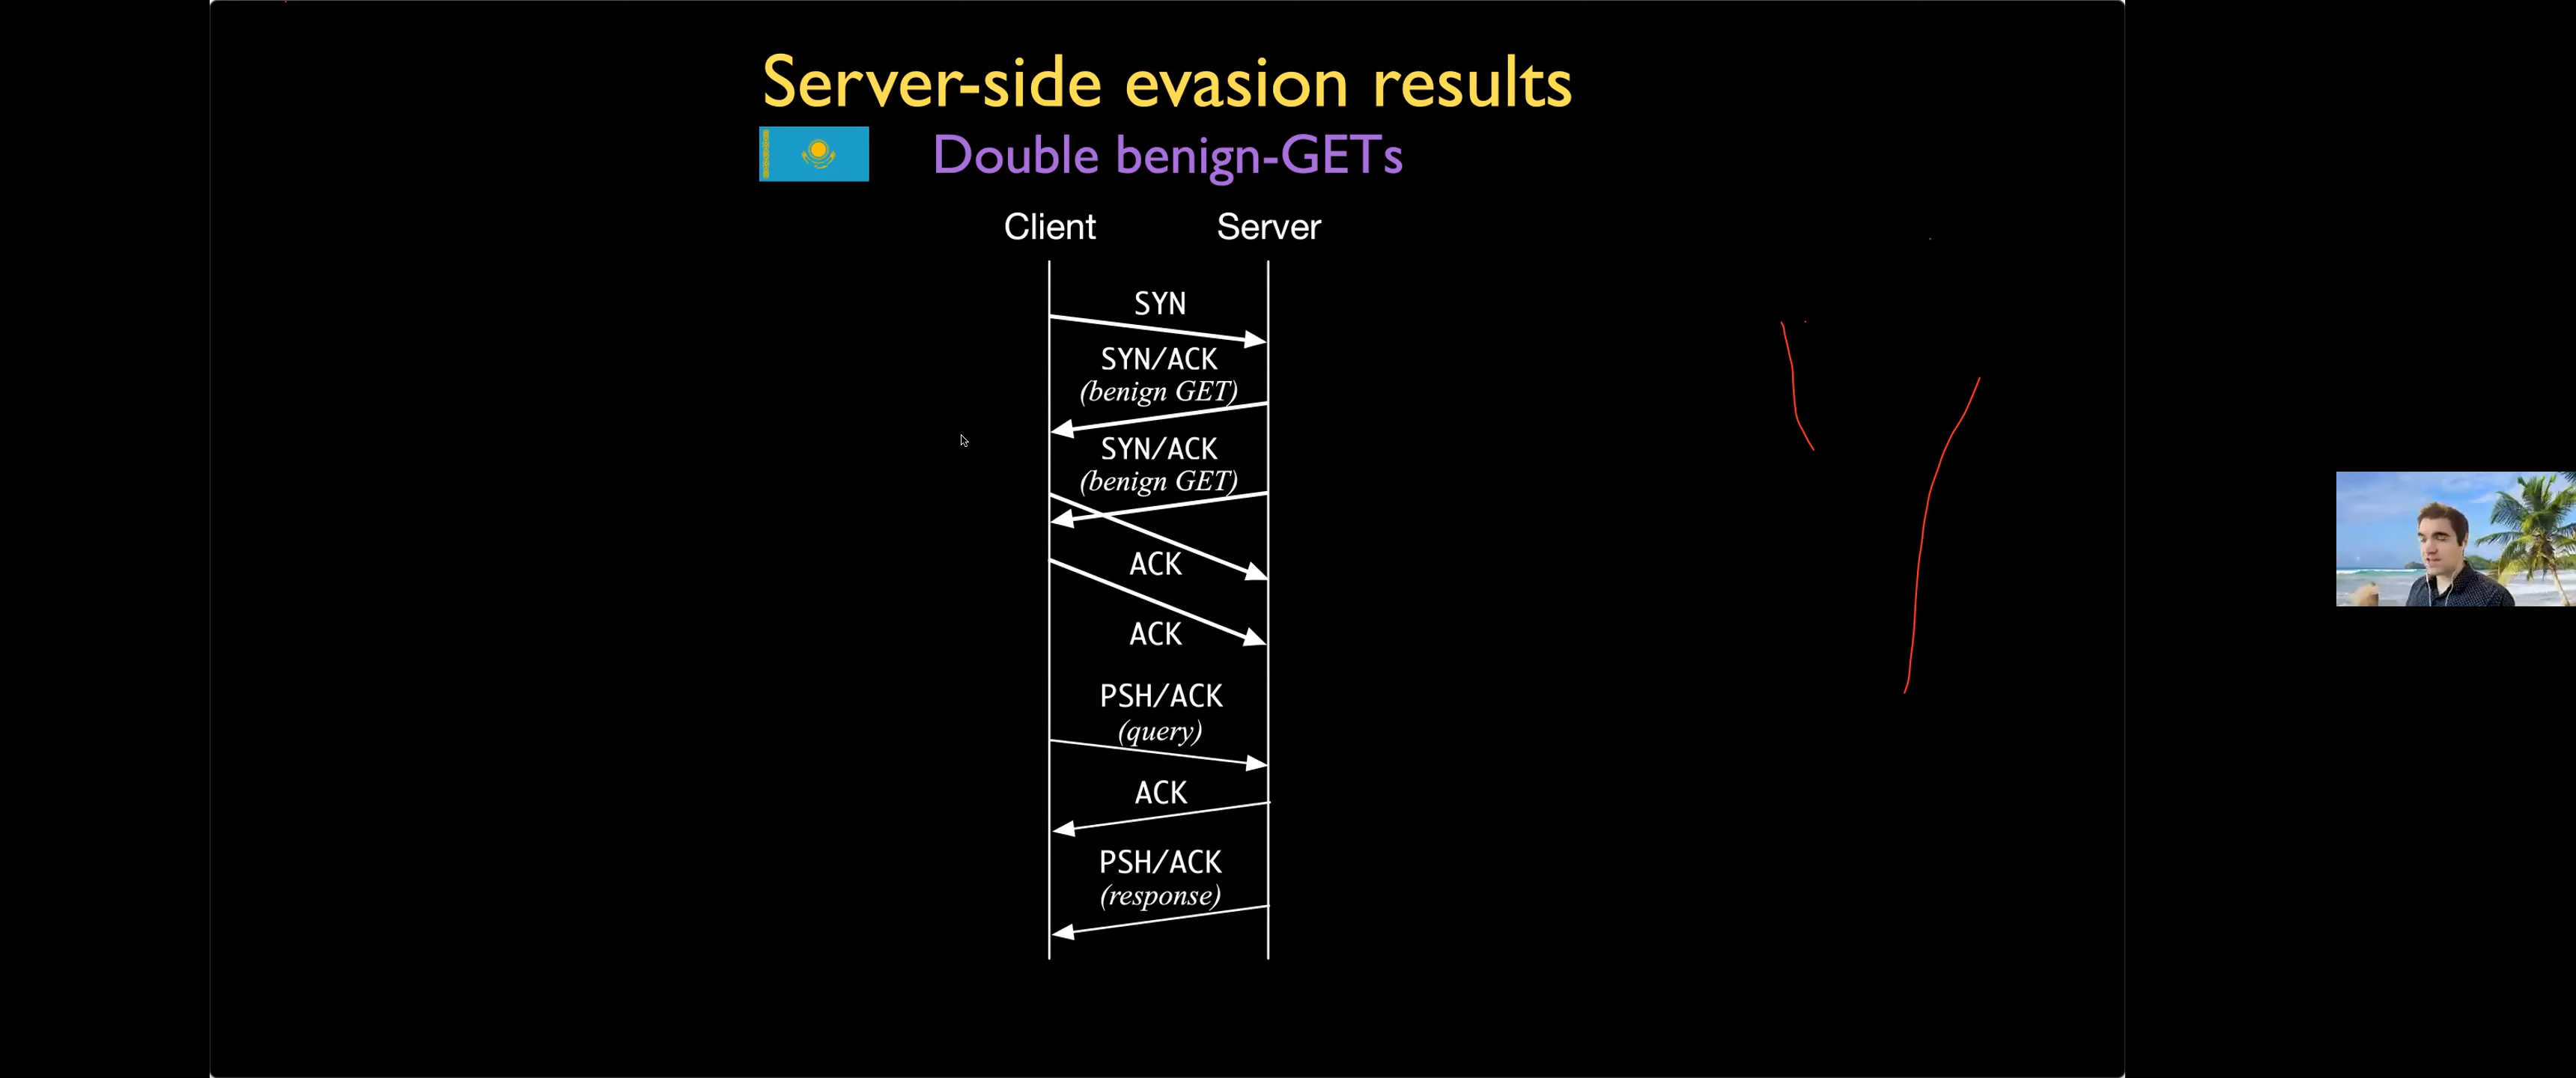 Server-side evasion results
Double benign-GETs
Client Server
SYN
SYN/ACK
(benign GET)
SYN/ACK
(benign GET)
ACK
ACK
PSH/ACK
(query)
ACK
PSH/ACK
(response)